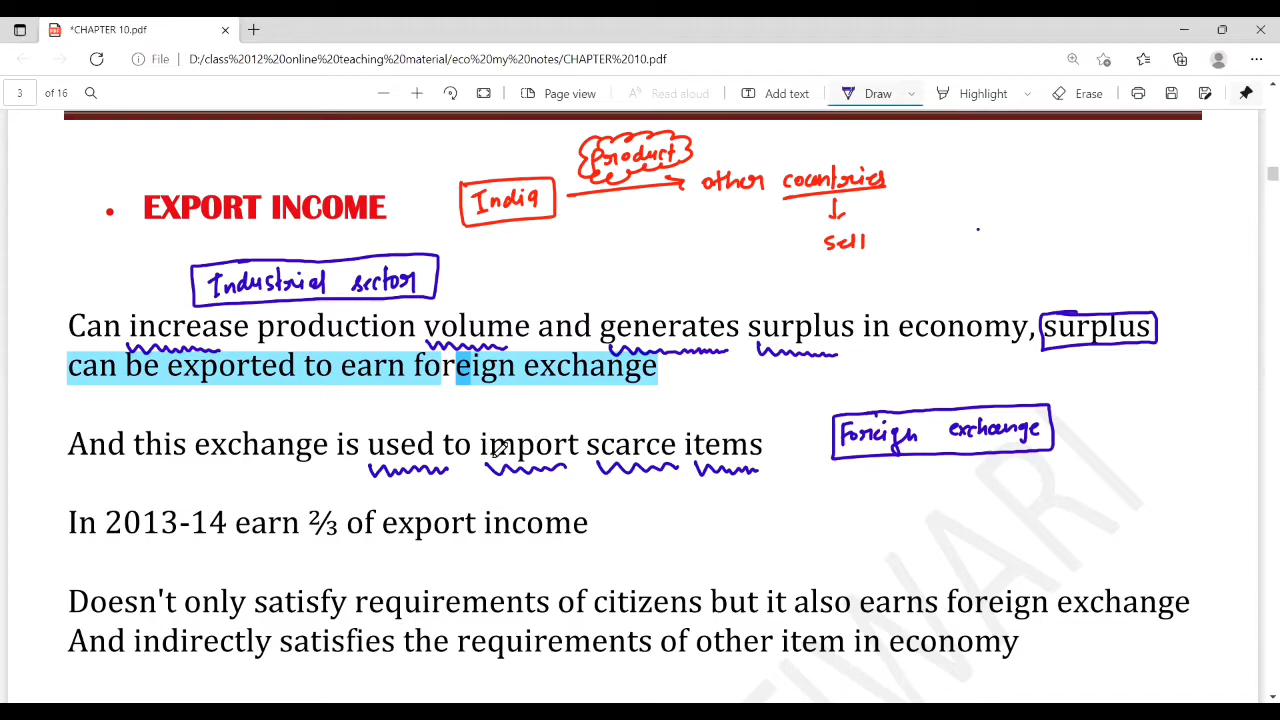 *CHAPTER 10.pdf
File D:/class%2012%20online%20teaching%20material/eco%20my%20notes/CHAPTER%2010.pdf
3 of 16 Page view Read aloud Add text Draw Highlight Erase
Product
India other countries
sell
• EXPORT INCOME
Industrial sector
Can increase production volume and generates surplus in economy, surplus
can be exported to earn foreign exchange
And this exchange is used to import scarce items
Foreign exchange
In 2013-14 earn ⅔ of export income
Doesn't only satisfy requirements of citizens but it also earns foreign exchange
And indirectly satisfies the requirements of other item in economy